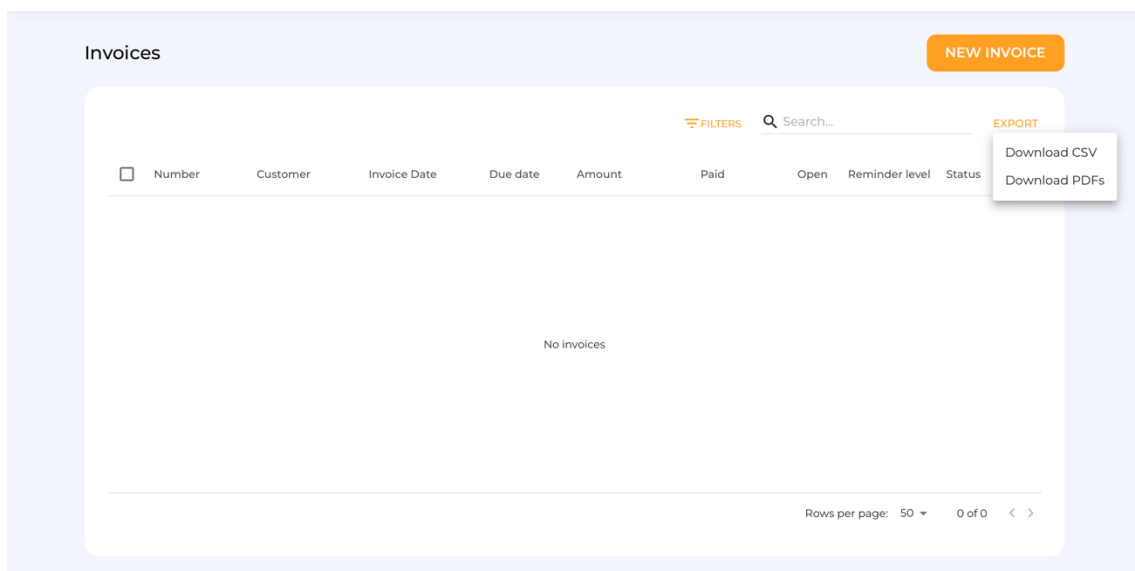 Invoices
NEW INVOICE
FILTERS
Search...
EXPORT
Download CSV
Download PDFs
Number Customer Invoice Date Due date Amount Paid Open Reminder level Status
No invoices
Rows per page: 50 0 of 0